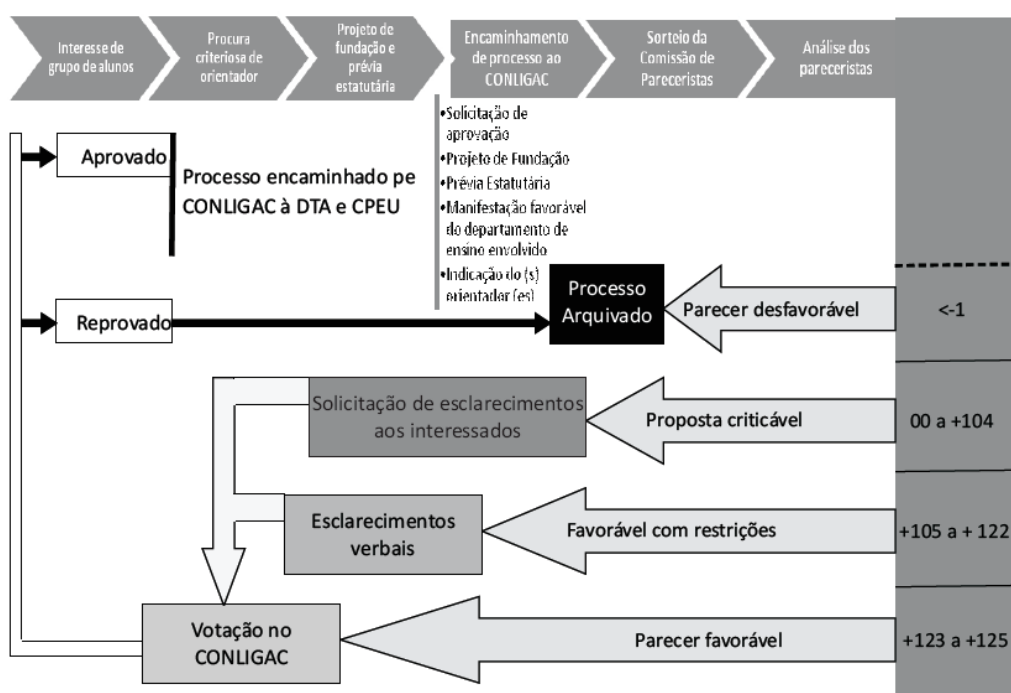 Interesse de
grupo de alunos
Procura
criteriosa de
orientador
Projeto de
fundação e
prévia
estatutária
Encaminhamento
de processo ao
CONLIGAC
Sorteio da
Comissão de
Pareceristas
Análise dos
pareceristas
•Solicitação de
aprovação
•Projeto de Fundação
•Prévia Estatutária
•Manifestação favorável
do departamento de
ensino envolvido
•Indicação do (s)
orientador (es)
Aprovado
Processo encaminhado pe
CONLIGAC à DTA e CPEU
Reprovado
Processo
Arquivado
Parecer desfavorável
<-1
Solicitação de esclarecimentos
aos interessados
Proposta criticável
00 a +104
Esclarecimentos
verbais
Favorável com restrições
+105 a + 122
Votação no
CONLIGAC
Parecer favorável
+123 a +125